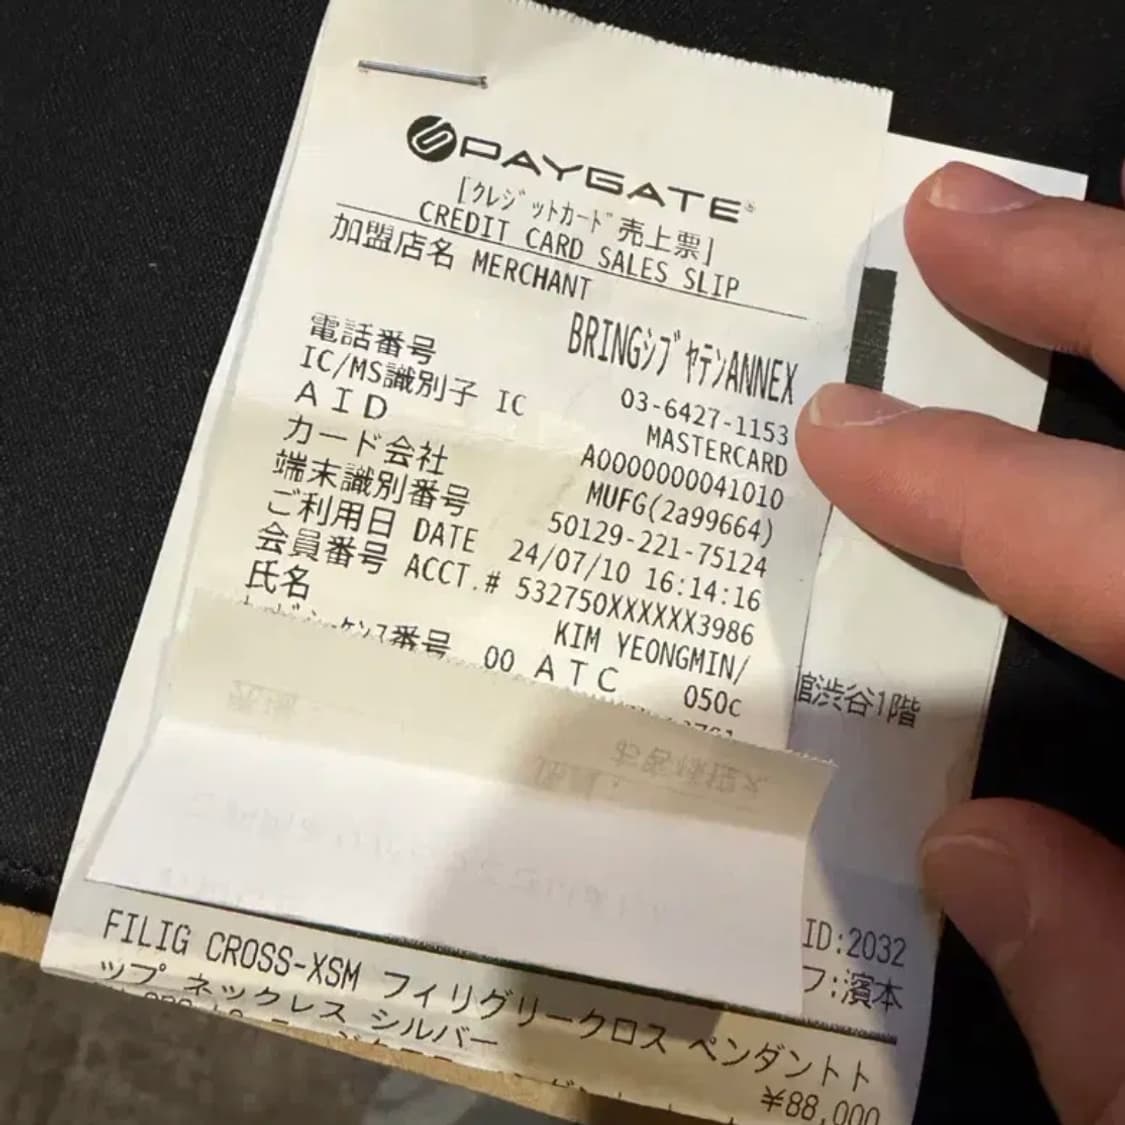 PAYGATE
[クレジットカード売上票]
CREDIT CARD SALES SLIP
加盟店名 MERCHANT
BRINGシブヤテンANNEX
電話番号 03-6427-1153
IC/MS識別子 IC MASTERCARD
AID A0000000041010
カード会社 MUFG(2a99664)
端末識別番号 50129-221-75124
ご利用日 DATE 24/07/10 16:14:16
会員番号 ACCT.# 532750XXXXXX3986
氏名 KIM YEONGMIN/
番号 00 ATC 050c
渋谷1階
ID:2032
フ:濱本
FILIG CROSS-XSM フィリグリークロス ペンダントト
ップ ネックレス シルバー
¥88,000